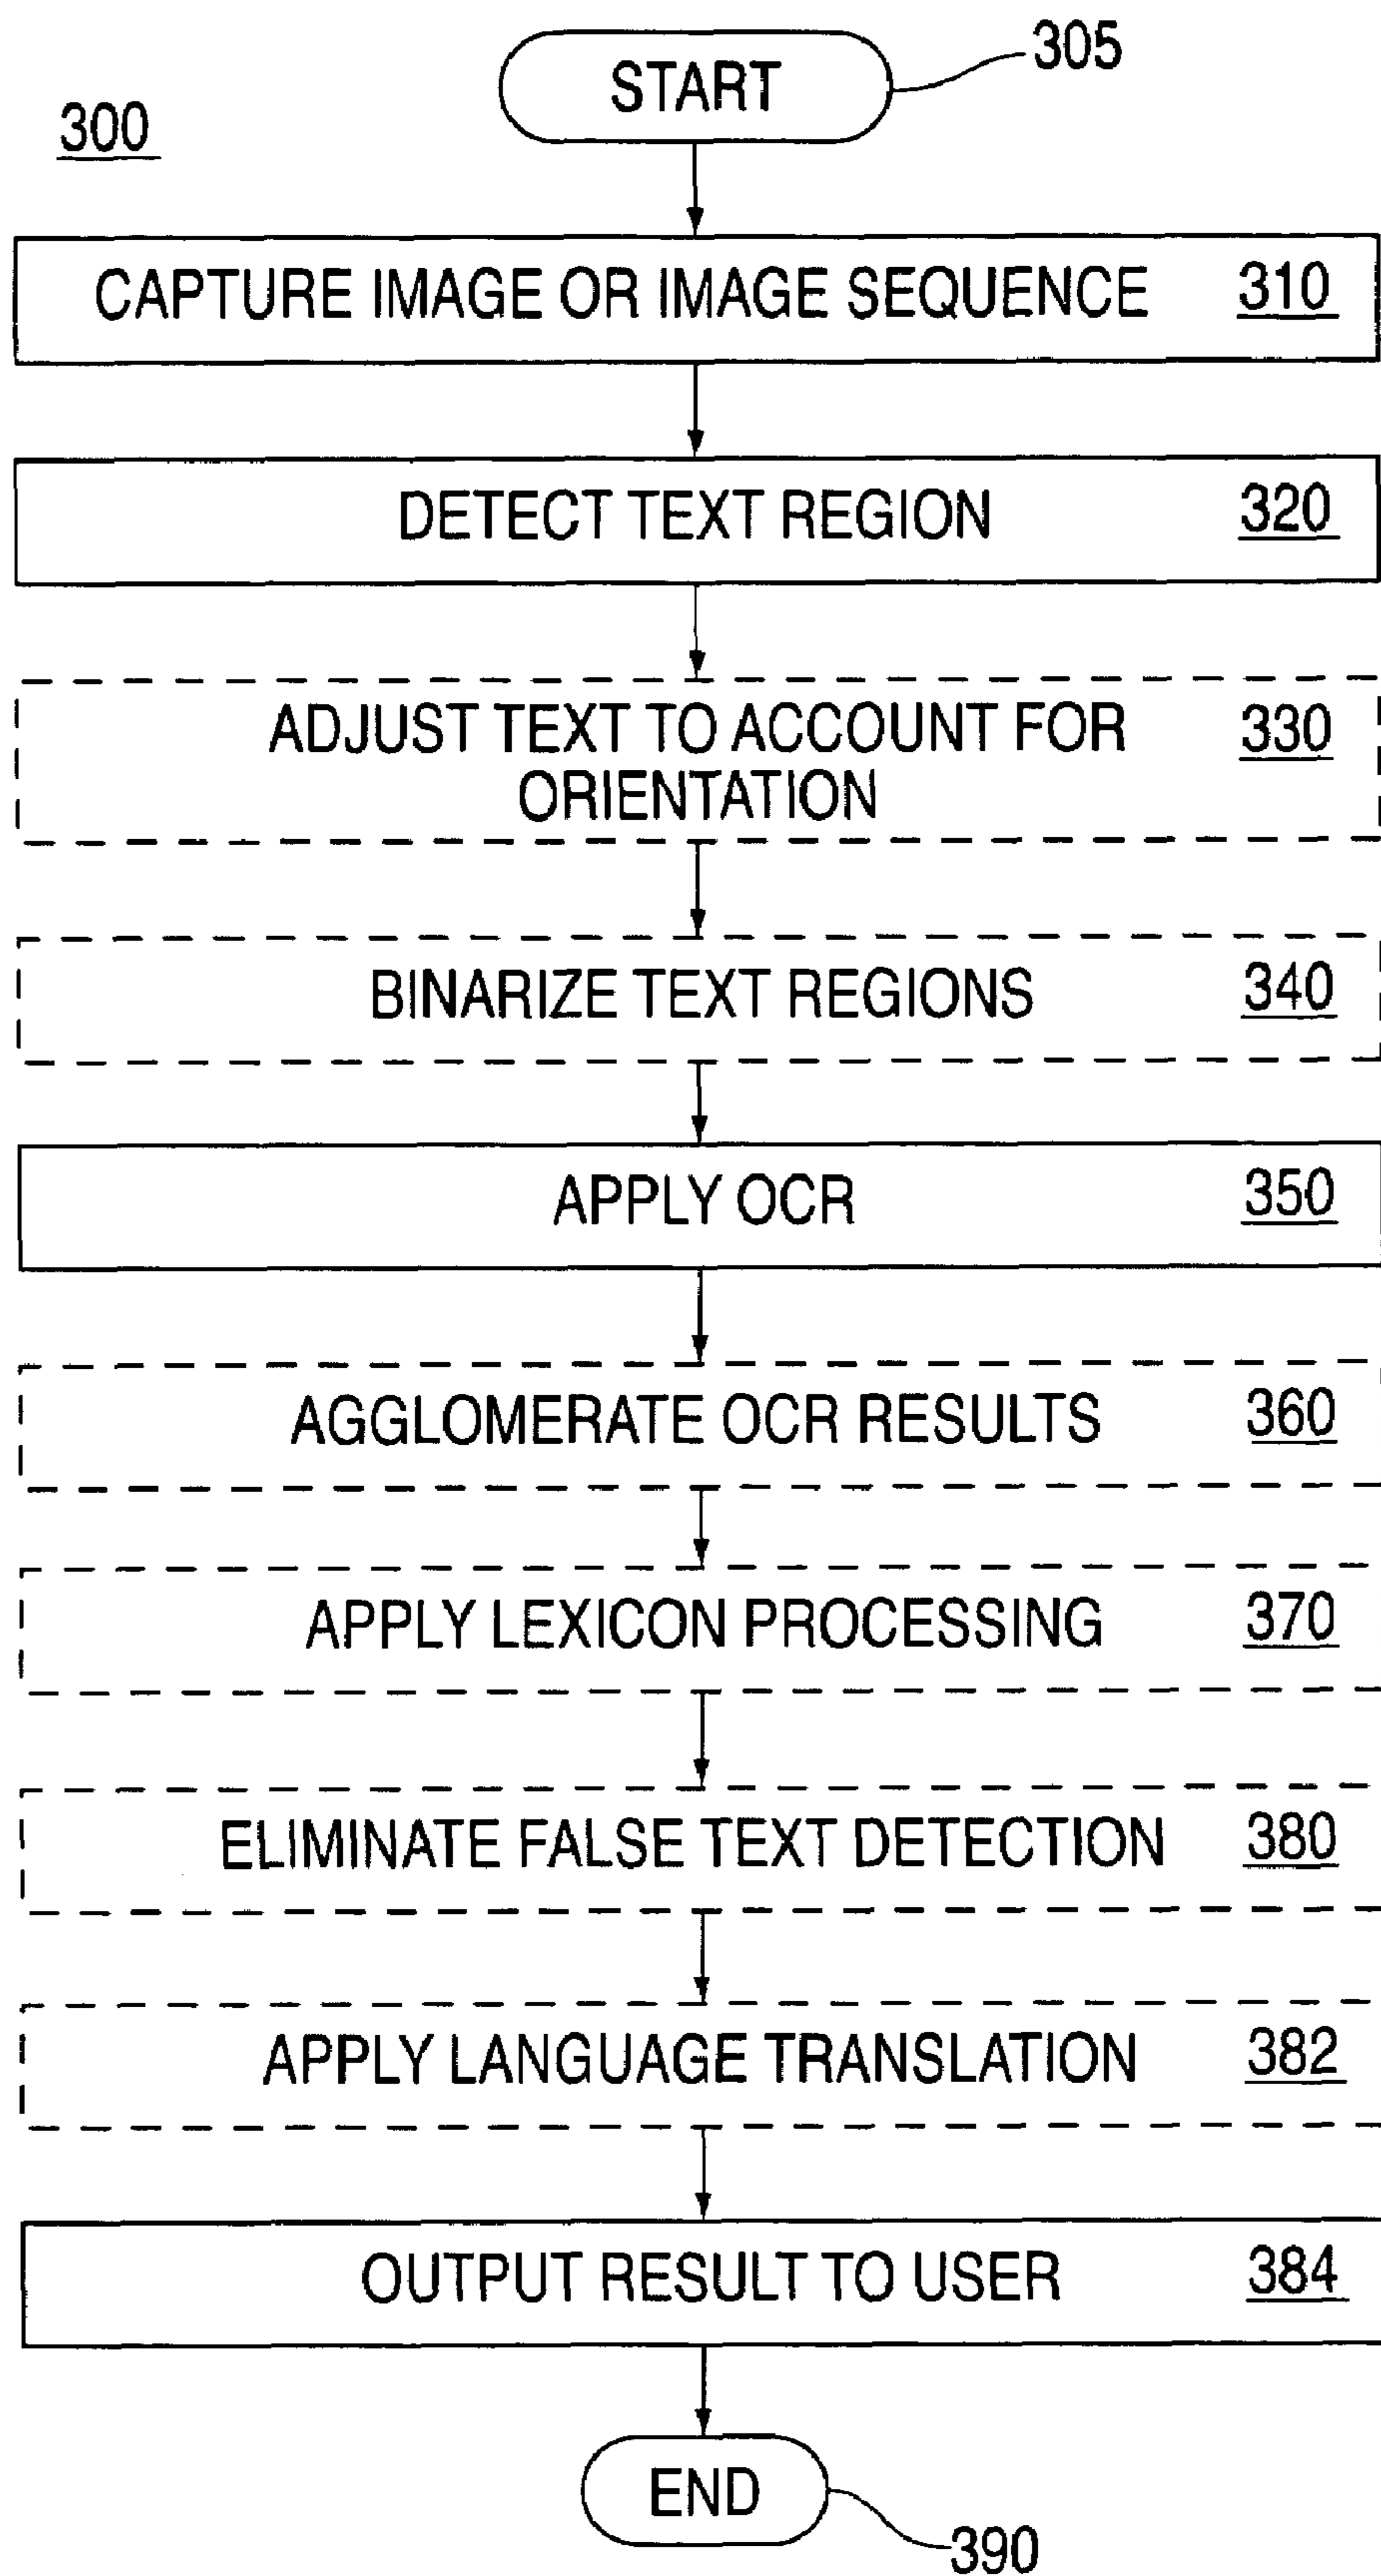 START 305
300
CAPTURE IMAGE OR IMAGE SEQUENCE 310
DETECT TEXT REGION 320
ADJUST TEXT TO ACCOUNT FOR 330
ORIENTATION
BINARIZE TEXT REGIONS 340
APPLY OCR 350
AGGLOMERATE OCR RESULTS 360
APPLY LEXICON PROCESSING 370
ELIMINATE FALSE TEXT DETECTION 380
APPLY LANGUAGE TRANSLATION 382
OUTPUT RESULT TO USER 384
END
390